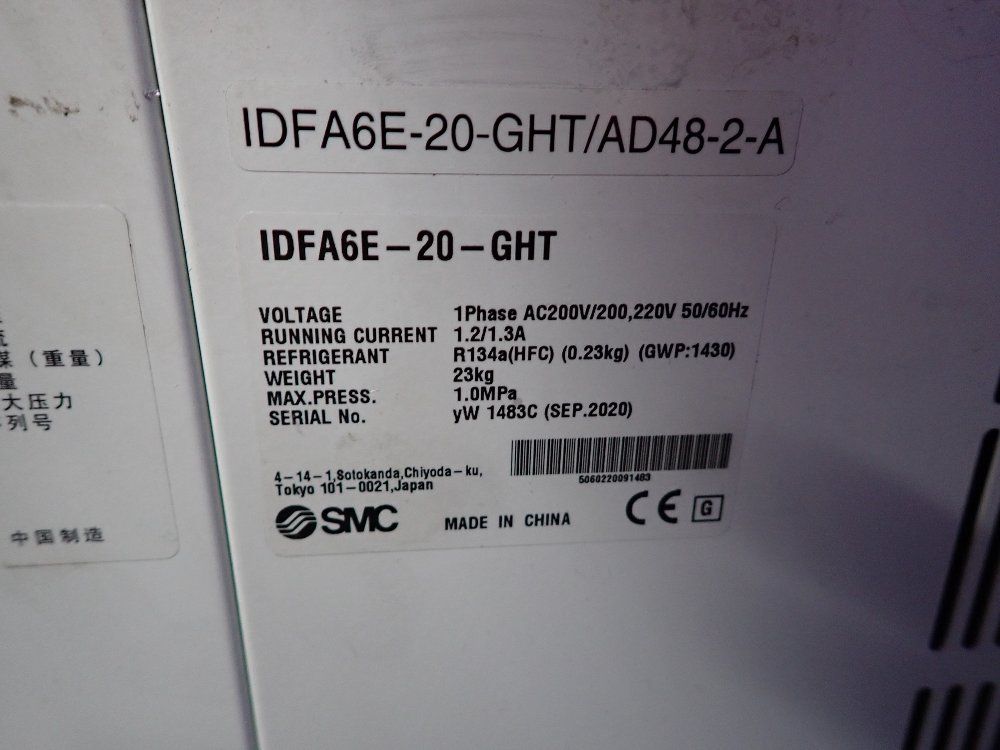 IDFA6E-20-GHT/AD48-2-A
IDFA6E-20-GHT
VOLTAGE 1Phase AC200V/200,220V 50/60Hz
RUNNING CURRENT 1.2/1.3A
REFRIGERANT R134a(HFC) (0.23kg) (GWP:1430)
WEIGHT 23kg
MAX.PRESS. 1.0MPa
SERIAL No. yW 1483C (SEP.2020)
5060220091483
4-14-1,Sotokanda,Chiyoda-ku,
Tokyo 101-0021,Japan
SMC MADE IN CHINA CE G
(重量)
量
大压力
列号
中国制造